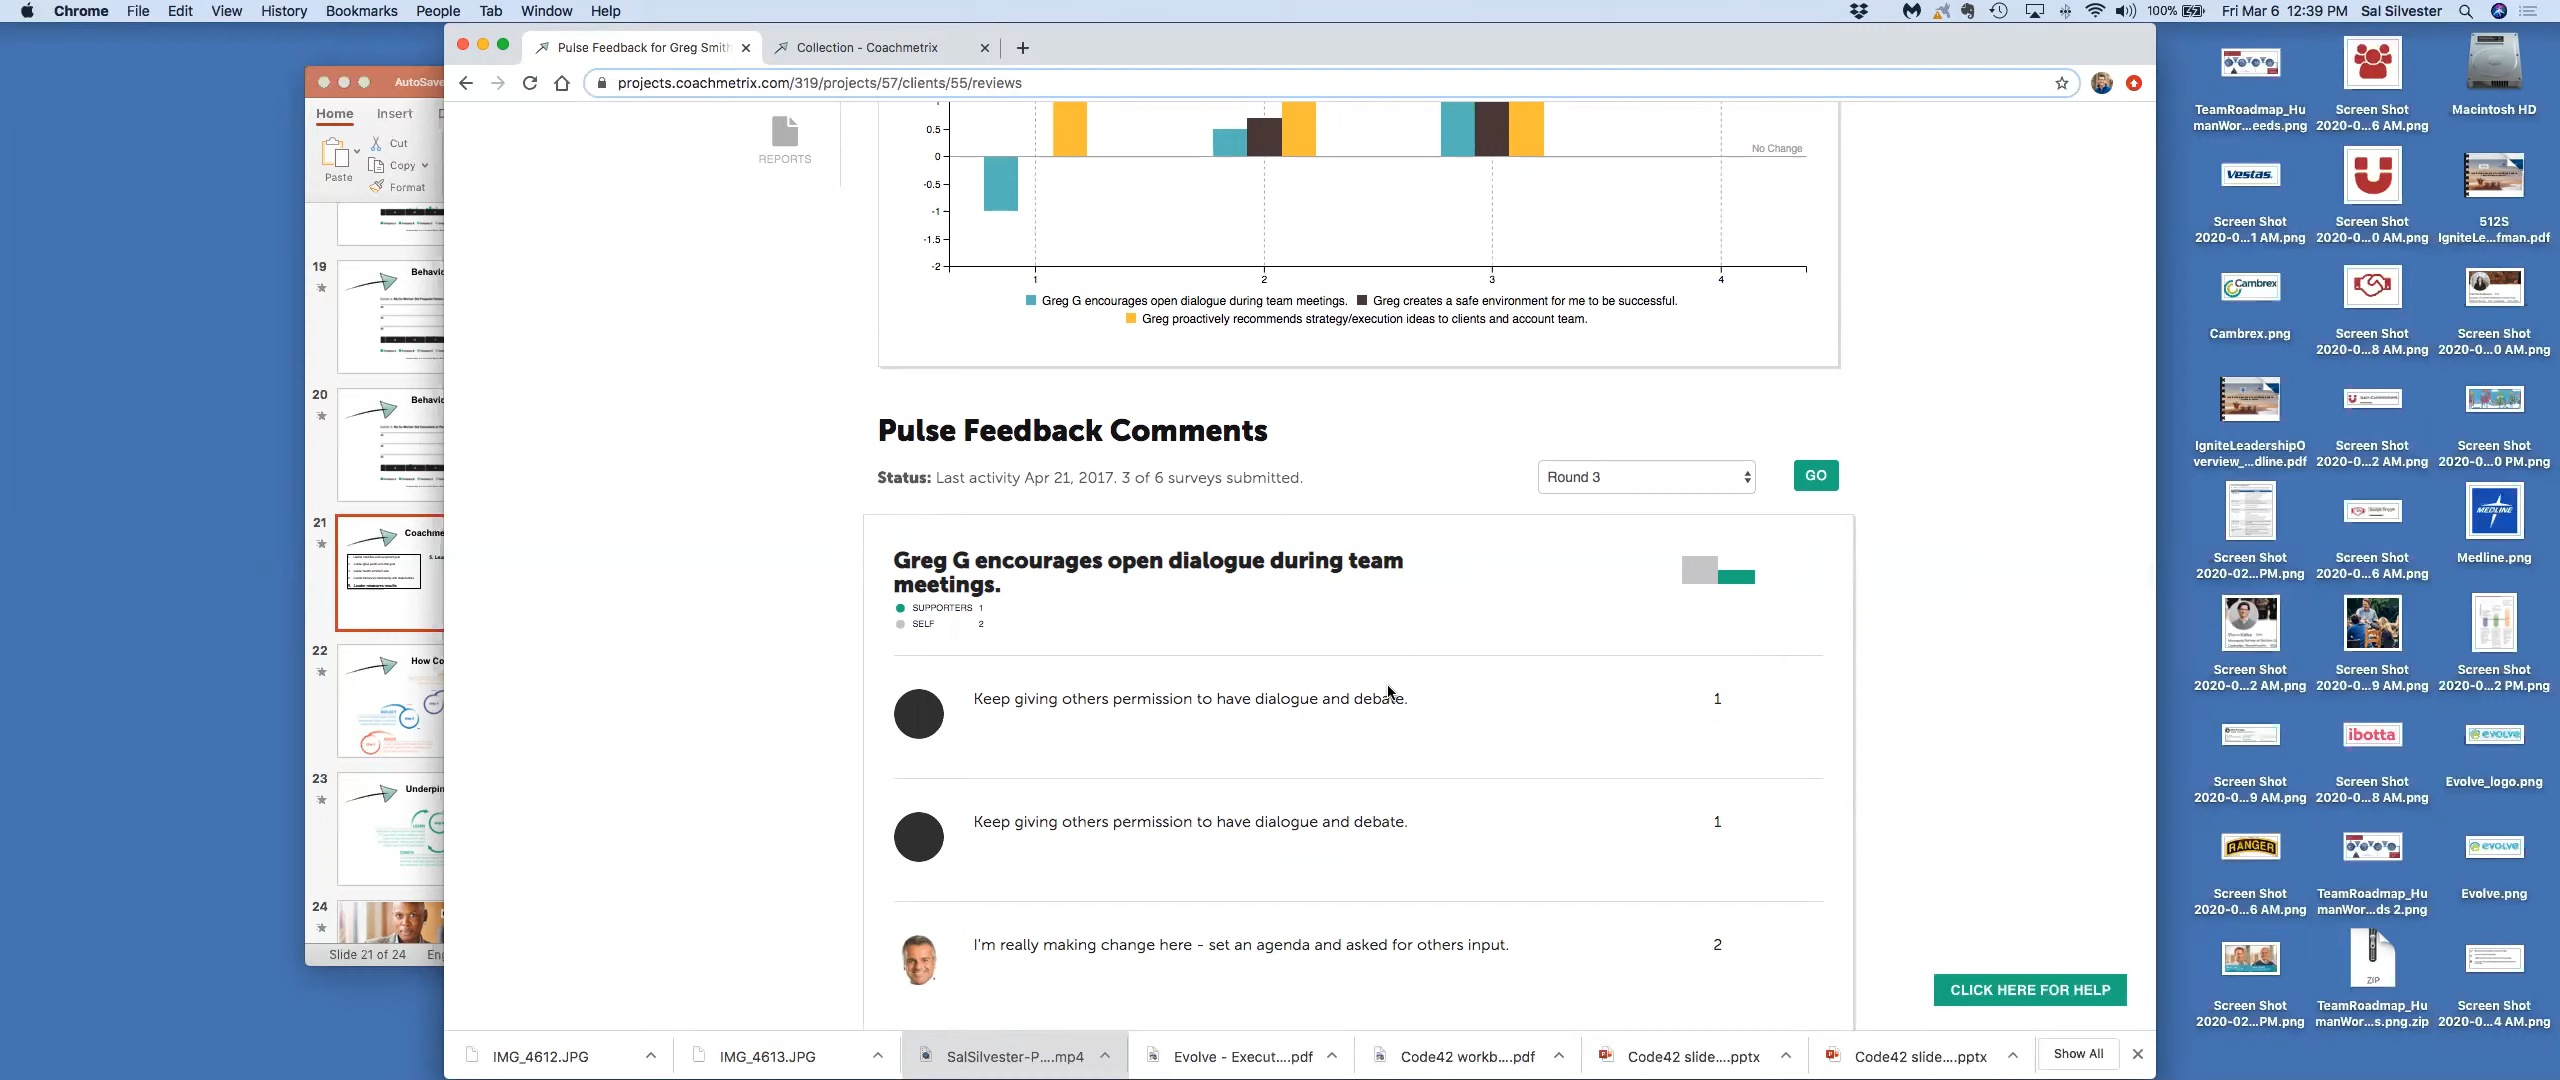 Chrome File Edit View History Bookmarks People Tab Window Help
100% Fri Mar 6 12:39 PM Sal Silvester
AutoSave
Home Insert
Cut
Copy
Format
Paste
19
Behavio
20
Behavio
21
Coachme
22
How Co
23
Underpin
24
Slide 21 of 24
Pulse Feedback for Greg Smith
Collection - Coachmetrix
projects.coachmetrix.com/319/projects/57/clients/55/reviews
REPORTS
0.5
0
-0.5
-1
-1.5
-2
No Change
1 2 3 4
Greg G encourages open dialogue during team meetings. Greg creates a safe environment for me to be successful.
Greg proactively recommends strategy/execution ideas to clients and account team.
Pulse Feedback Comments
Status: Last activity Apr 21, 2017. 3 of 6 surveys submitted.
Round 3
GO
Greg G encourages open dialogue during team
meetings.
SUPPORTERS 1
SELF 2
Keep giving others permission to have dialogue and debate. 1
Keep giving others permission to have dialogue and debate. 1
I'm really making change here - set an agenda and asked for others input. 2
CLICK HERE FOR HELP
IMG_4612.JPG
IMG_4613.JPG
SalSilvester-P....mp4
Evolve - Execut....pdf
Code42 workb....pdf
Code42 slide....pptx
Code42 slide....pptx
Show All
TeamRoadmap_Hu
manWor...eeds.png
Screen Shot
2020-0...6 AM.png
Macintosh HD
Vestas.
Screen Shot
2020-0...1 AM.png
Screen Shot
2020-0...0 AM.png
512S
IgniteLe...fman.pdf
Cambrex
Cambrex.png
Screen Shot
2020-0...8 AM.png
Screen Shot
2020-0...0 AM.png
IgniteLeadershipO
verview_...dline.pdf
Screen Shot
2020-0...2 AM.png
Screen Shot
2020-0...0 PM.png
MEDLINE
Screen Shot
2020-02...PM.png
Screen Shot
2020-0...6 AM.png
Medline.png
Screen Shot
2020-0...2 AM.png
Screen Shot
2020-0...9 AM.png
Screen Shot
2020-0...2 PM.png
ibotta
evolve
Screen Shot
2020-0...9 AM.png
Screen Shot
2020-0...8 AM.png
Evolve_logo.png
RANGER
evolve
Screen Shot
2020-0...6 AM.png
TeamRoadmap_Hu
manWor...ds 2.png
Evolve.png
ZIP
Screen Shot
2020-02...PM.png
TeamRoadmap_Hu
manWor...s.png.zip
Screen Shot
2020-0...4 AM.png